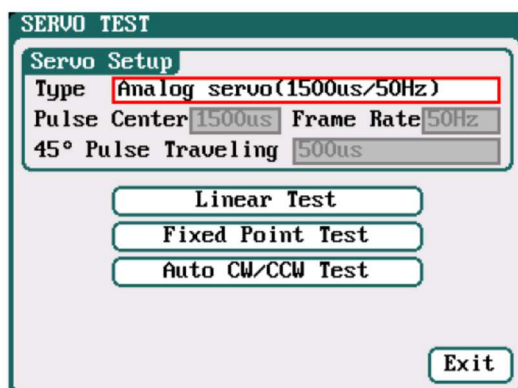 SERVO TEST
Servo Setup
Type Analog servo(1500us/50Hz)
Pulse Center 1500us Frame Rate 50Hz
45° Pulse Traveling 500us
Linear Test
Fixed Point Test
Auto CW/CCW Test
Exit